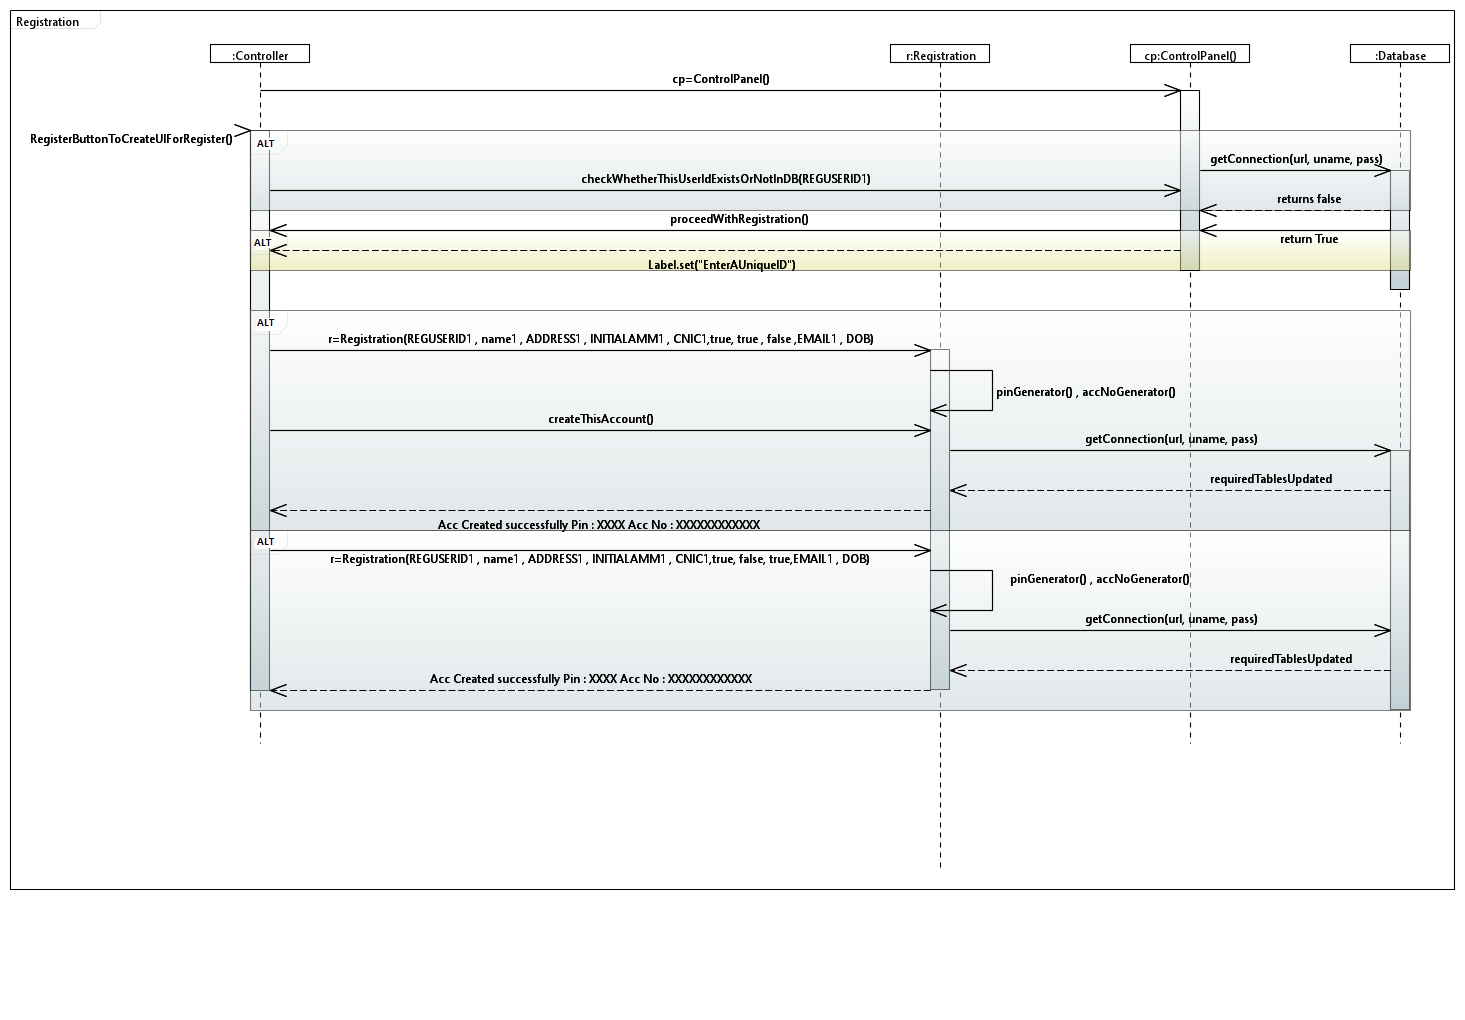 Registration
:Controller
r:Registration
cp:ControlPanel()
:Database
cp=ControlPanel()
RegisterButtonToCreateUIForRegister()
ALT
getConnection(url, uname, pass)
checkWhetherThisUserIdExistsOrNotInDB(REGUSERID1)
returns false
proceedWithRegistration()
return True
ALT
Label.set("EnterAUniqueID")
ALT
r=Registration(REGUSERID1 , name1 , ADDRESS1 , INITIALAMM1 , CNIC1,true, true , false ,EMAIL1 , DOB)
pinGenerator() , accNoGenerator()
createThisAccount()
getConnection(url, uname, pass)
requiredTablesUpdated
Acc Created successfully Pin : XXXX Acc No : XXXXXXXXXXXX
ALT
r=Registration(REGUSERID1 , name1 , ADDRESS1 , INITIALAMM1 , CNIC1,true, false, true,EMAIL1 , DOB)
pinGenerator() , accNoGenerator()
getConnection(url, uname, pass)
requiredTablesUpdated
Acc Created successfully Pin : XXXX Acc No : XXXXXXXXXXXX